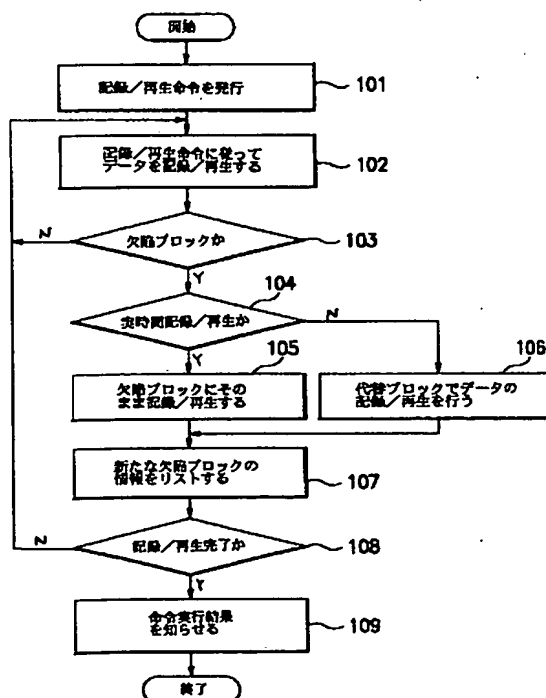 開始
記録／再生命令を発行
101
記録／再生命令に従って
データを記録／再生する
102
欠陥ブロックか
103
N
Y
104
実時間記録／再生か
N
Y
105
欠陥ブロックにその
まま記録／再生する
106
代替ブロックでデータの
記録／再生を行う
新たな欠陥ブロックの
情報をリストする
107
記録／再生完了か
108
N
Y
命令実行結果
を知らせる
109
終了